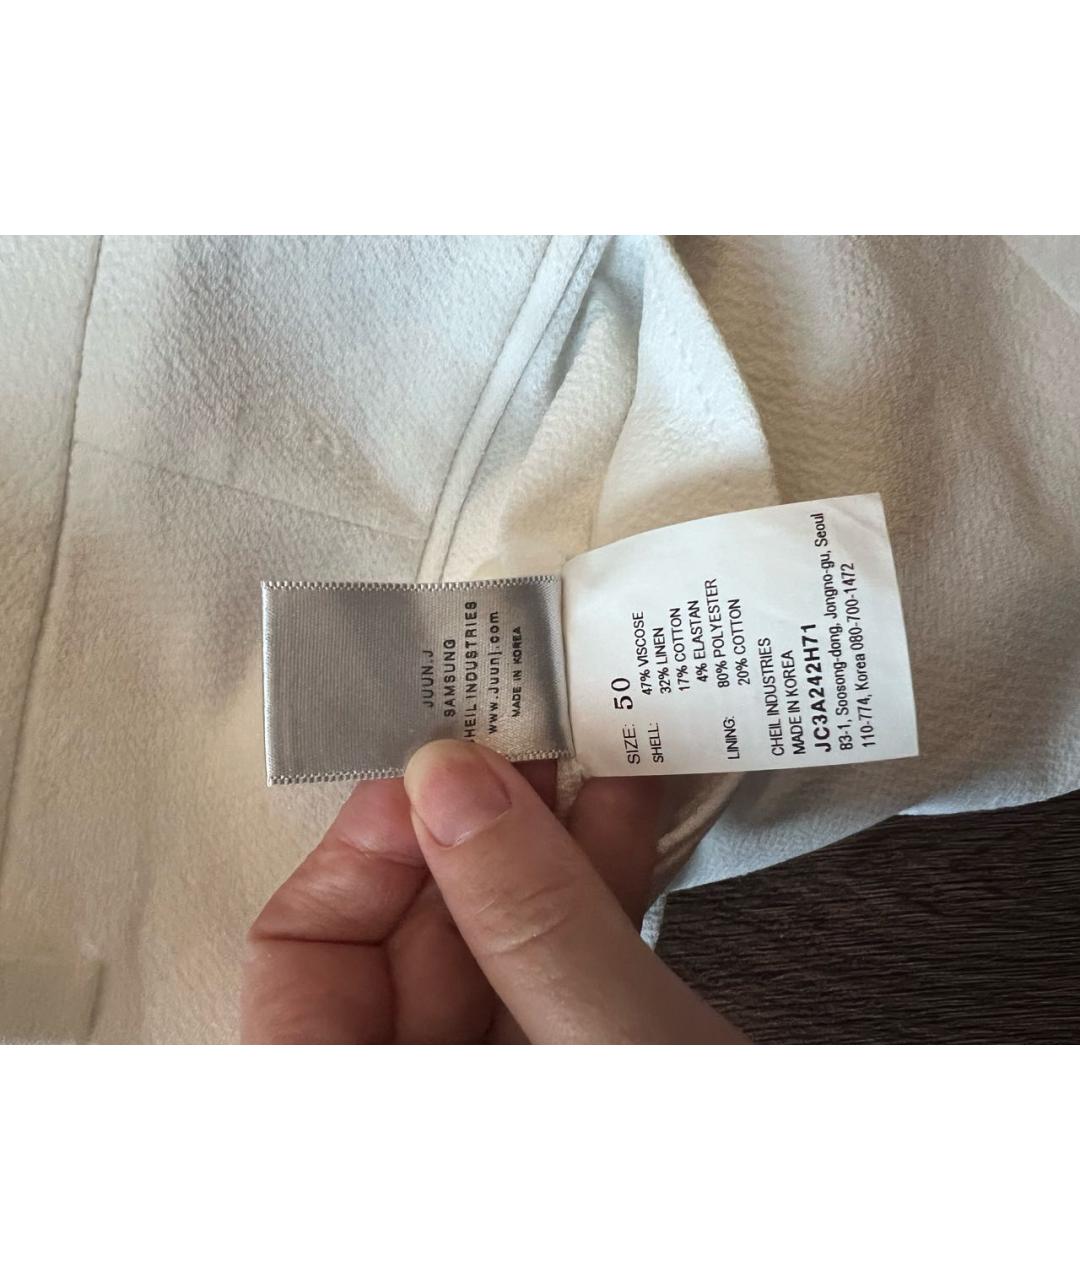 JUUN.J
SAMSUNG
HEIL INDUSTRIES
www.Juunj.com
MADE IN KOREA
SIZE: 50
SHELL: 47% VISCOSE
32% LINEN
17% COTTON
4% ELASTAN
LINING: 80% POLYESTER
20% COTTON
CHEIL INDUSTRIES
MADE IN KOREA
JC3A242H71
83-1, Soosong-dong, Jongno-gu, Seoul
110-774, Korea 080-700-1472